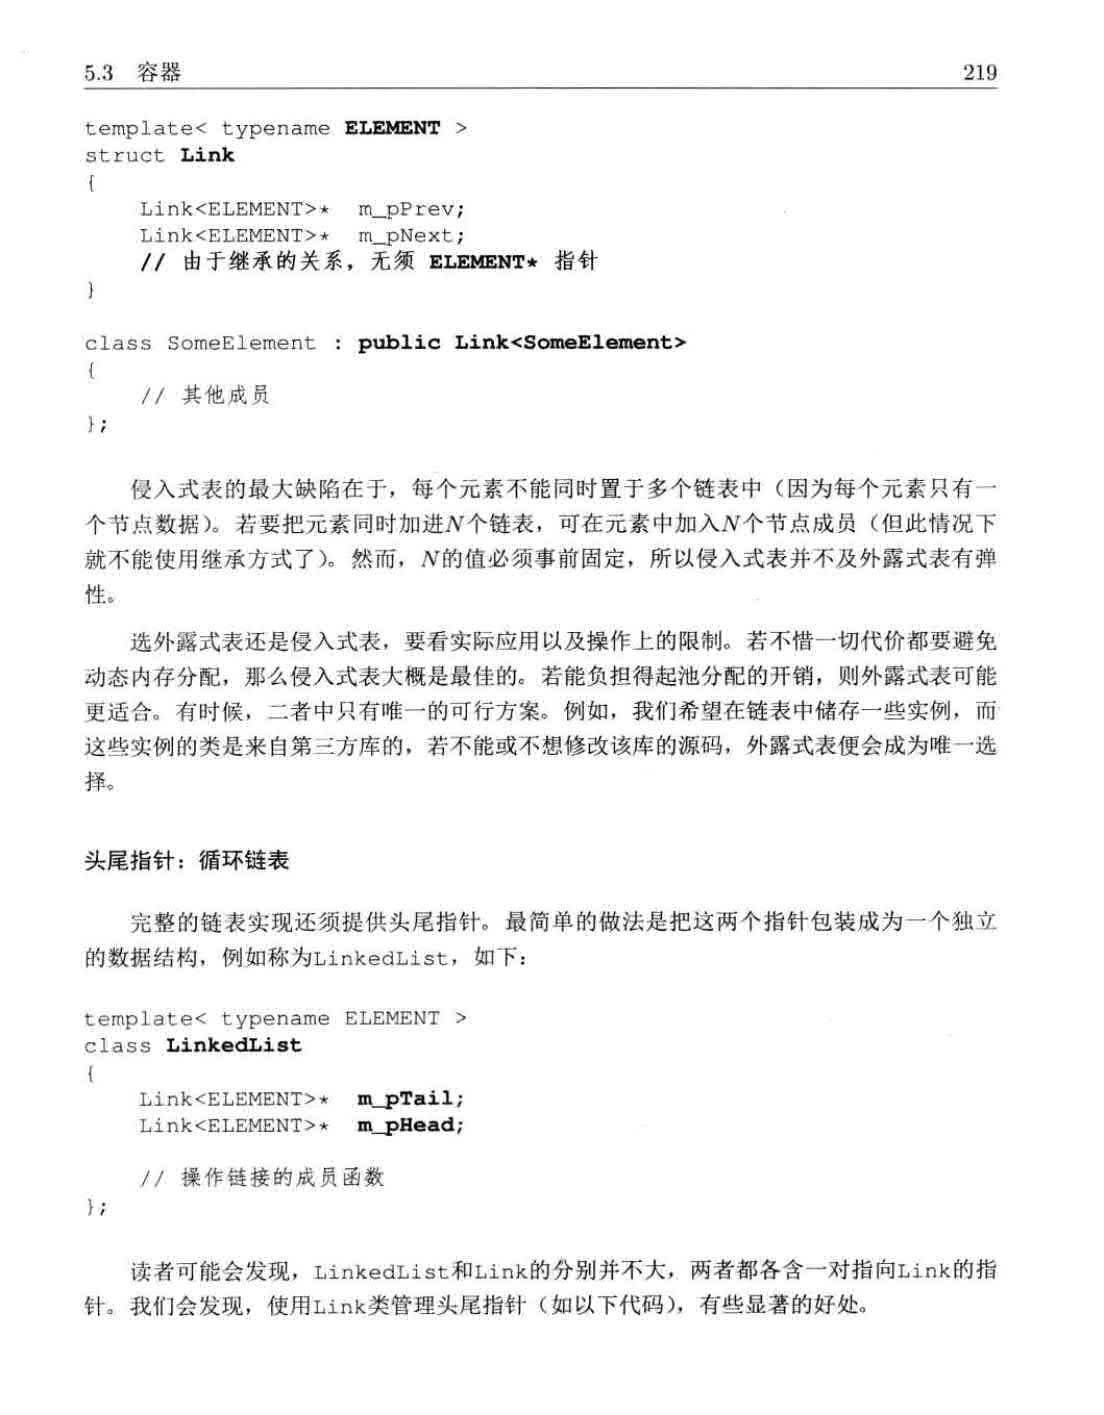 5.3 容器 219
template< typename ELEMENT >
struct Link
{
Link<ELEMENT>* m_pPrev;
Link<ELEMENT>* m_pNext;
// 由于继承的关系，无须 ELEMENT* 指针
}
class SomeElement : public Link<SomeElement>
{
// 其他成员
};
侵入式表的最大缺陷在于，每个元素不能同时置于多个链表中（因为每个元素只有一
个节点数据）。若要把元素同时加进N个链表，可在元素中加入N个节点成员（但此情况下
就不能使用继承方式了）。然而，N的值必须事前固定，所以侵入式表并不及外露式表有弹
性。
选外露式表还是侵入式表，要看实际应用以及操作上的限制。若不惜一切代价都要避免
动态内存分配，那么侵入式表大概是最佳的。若能负担得起池分配的开销，则外露式表可能
更适合。有时候，二者中只有唯一的可行方案。例如，我们希望在链表中储存一些实例，而
这些实例的类是来自第三方库的，若不能或不想修改该库的源码，外露式表便会成为唯一选
择。
头尾指针：循环链表
完整的链表实现还须提供头尾指针。最简单的做法是把这两个指针包装成为一个独立
的数据结构，例如称为LinkedList，如下：
template< typename ELEMENT >
class LinkedList
{
Link<ELEMENT>* m_pTail;
Link<ELEMENT>* m_pHead;
// 操作链接的成员函数
};
读者可能会发现，LinkedList和Link的分别并不大，两者都各含一对指向Link的指
针。我们会发现，使用Link类管理头尾指针（如以下代码），有些显著的好处。